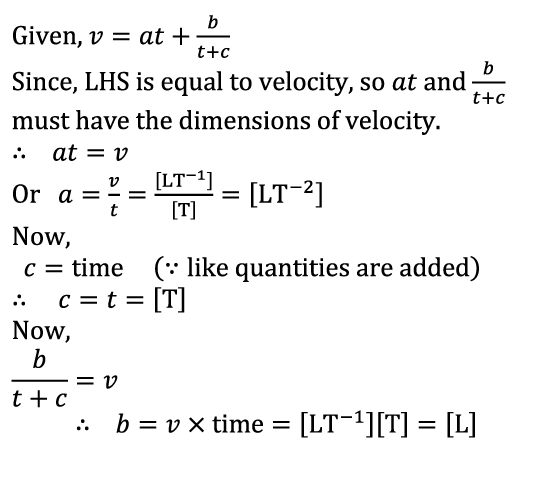 Given, v = at + b/(t+c)
Since, LHS is equal to velocity, so at and b/(t+c)
must have the dimensions of velocity.
∴ at = v
Or a = v/t = [LT⁻¹]/[T] = [LT⁻²]
Now,
c = time (∵ like quantities are added)
∴ c = t = [T]
Now,
b/(t + c) = v
∴ b = v × time = [LT⁻¹][T] = [L]